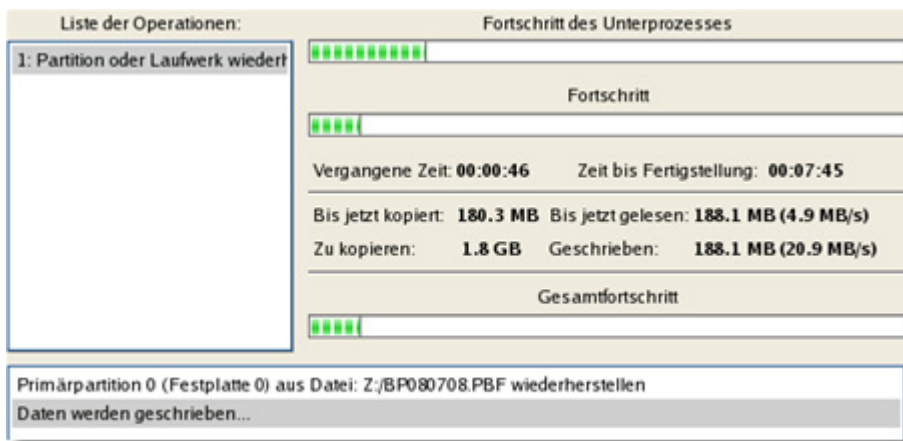 Liste der Operationen:
1: Partition oder Laufwerk wiederh
Fortschritt des Unterprozesses
Fortschritt
Vergangene Zeit: 00:00:46 Zeit bis Fertigstellung: 00:07:45
Bis jetzt kopiert: 180.3 MB Bis jetzt gelesen: 188.1 MB (4.9 MB/s)
Zu kopieren: 1.8 GB Geschrieben: 188.1 MB (20.9 MB/s)
Gesamtfortschritt
Primärpartition 0 (Festplatte 0) aus Datei: Z:/BP080708.PBF wiederherstellen
Daten werden geschrieben...